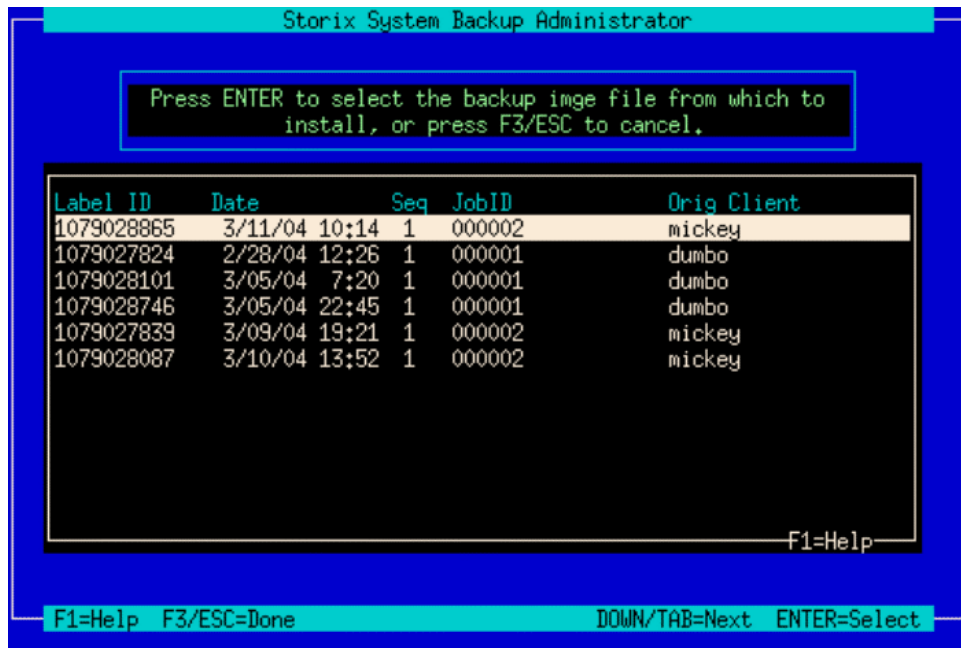 Storix System Backup Administrator
Press ENTER to select the backup imge file from which to
install, or press F3/ESC to cancel.
Label ID Date Seq JobID Orig Client
1079028865 3/11/04 10:14 1 000002 mickey
1079027824 2/28/04 12:26 1 000001 dumbo
1079028101 3/05/04 7:20 1 000001 dumbo
1079028746 3/05/04 22:45 1 000001 dumbo
1079027839 3/09/04 19:21 1 000002 mickey
1079028087 3/10/04 13:52 1 000002 mickey
F1=Help
F1=Help F3/ESC=Done DOWN/TAB=Next ENTER=Select